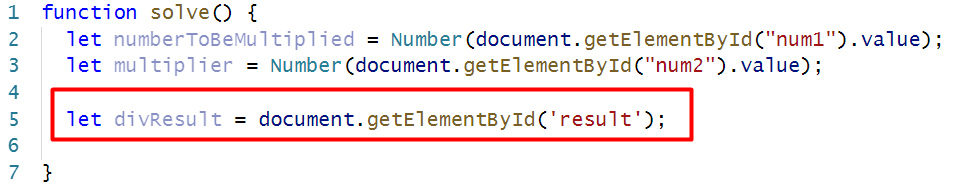 1 function solve() {
2 let numberToBeMultiplied = Number(document.getElementById("num1").value);
3 let multiplier = Number(document.getElementById("num2").value);
4
5 let divResult = document.getElementById('result');
6
7 }